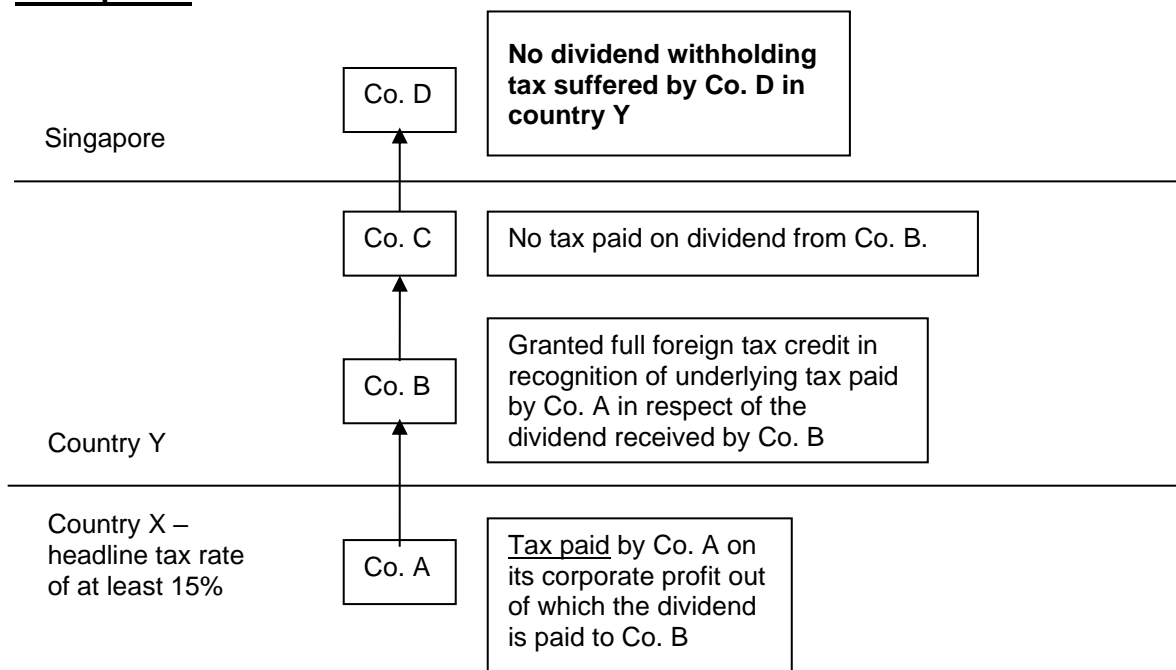 No dividend withholding
tax suffered by Co. D in
country Y
Co. D
Singapore
Co. C
No tax paid on dividend from Co. B.
Granted full foreign tax credit in
recognition of underlying tax paid
by Co. A in respect of the
dividend received by Co. B
Co. B
Country Y
Country X –
headline tax rate
of at least 15%
Co. A
Tax paid by Co. A on
its corporate profit out
of which the dividend
is paid to Co. B